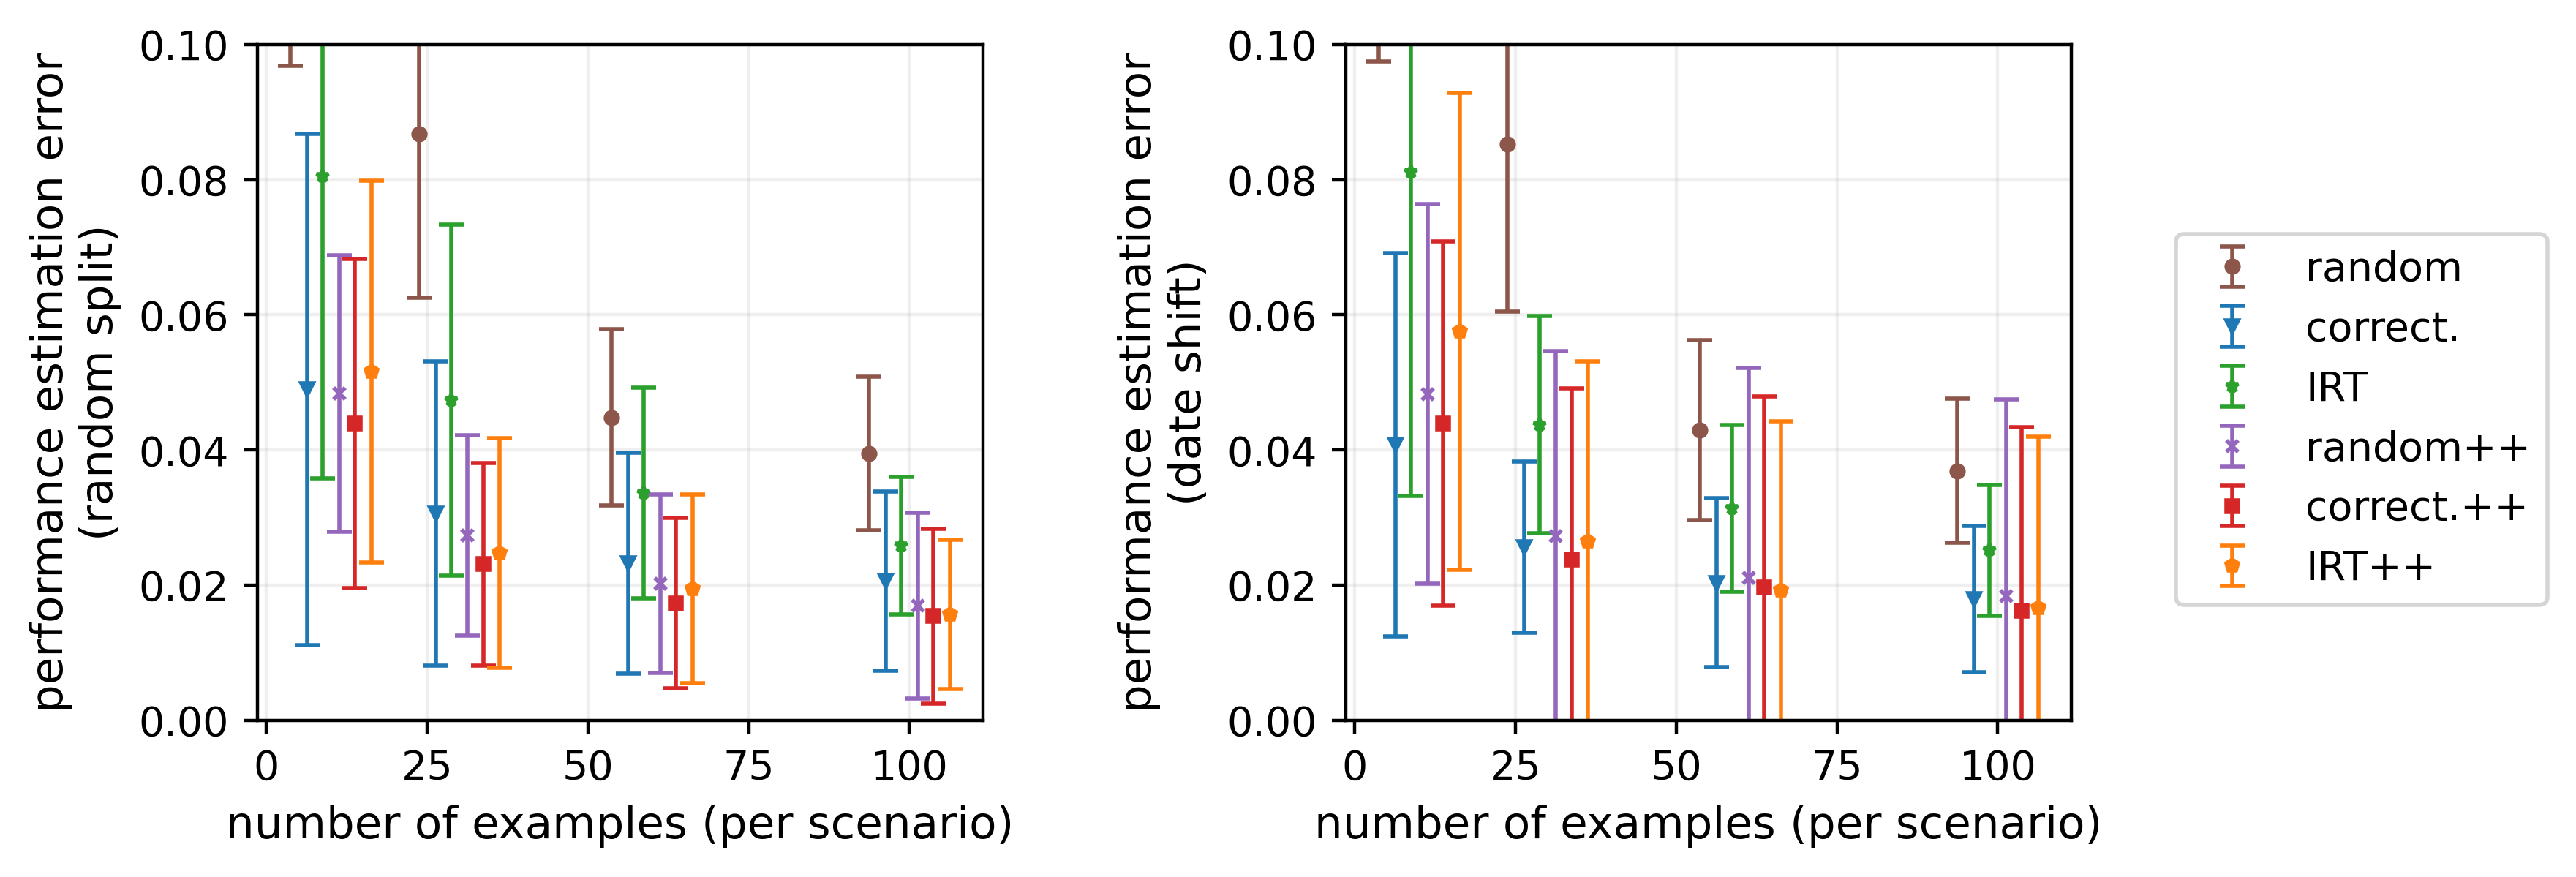 performance estimation error
(random split)
0.10
0.08
0.06
0.04
0.02
0.00
0
25
50
75
100
number of examples (per scenario)
performance estimation error
(date shift)
0.10
0.08
0.06
0.04
0.02
0.00
0
25
50
75
100
number of examples (per scenario)
random
correct.
IRT
random++
correct.++
IRT++